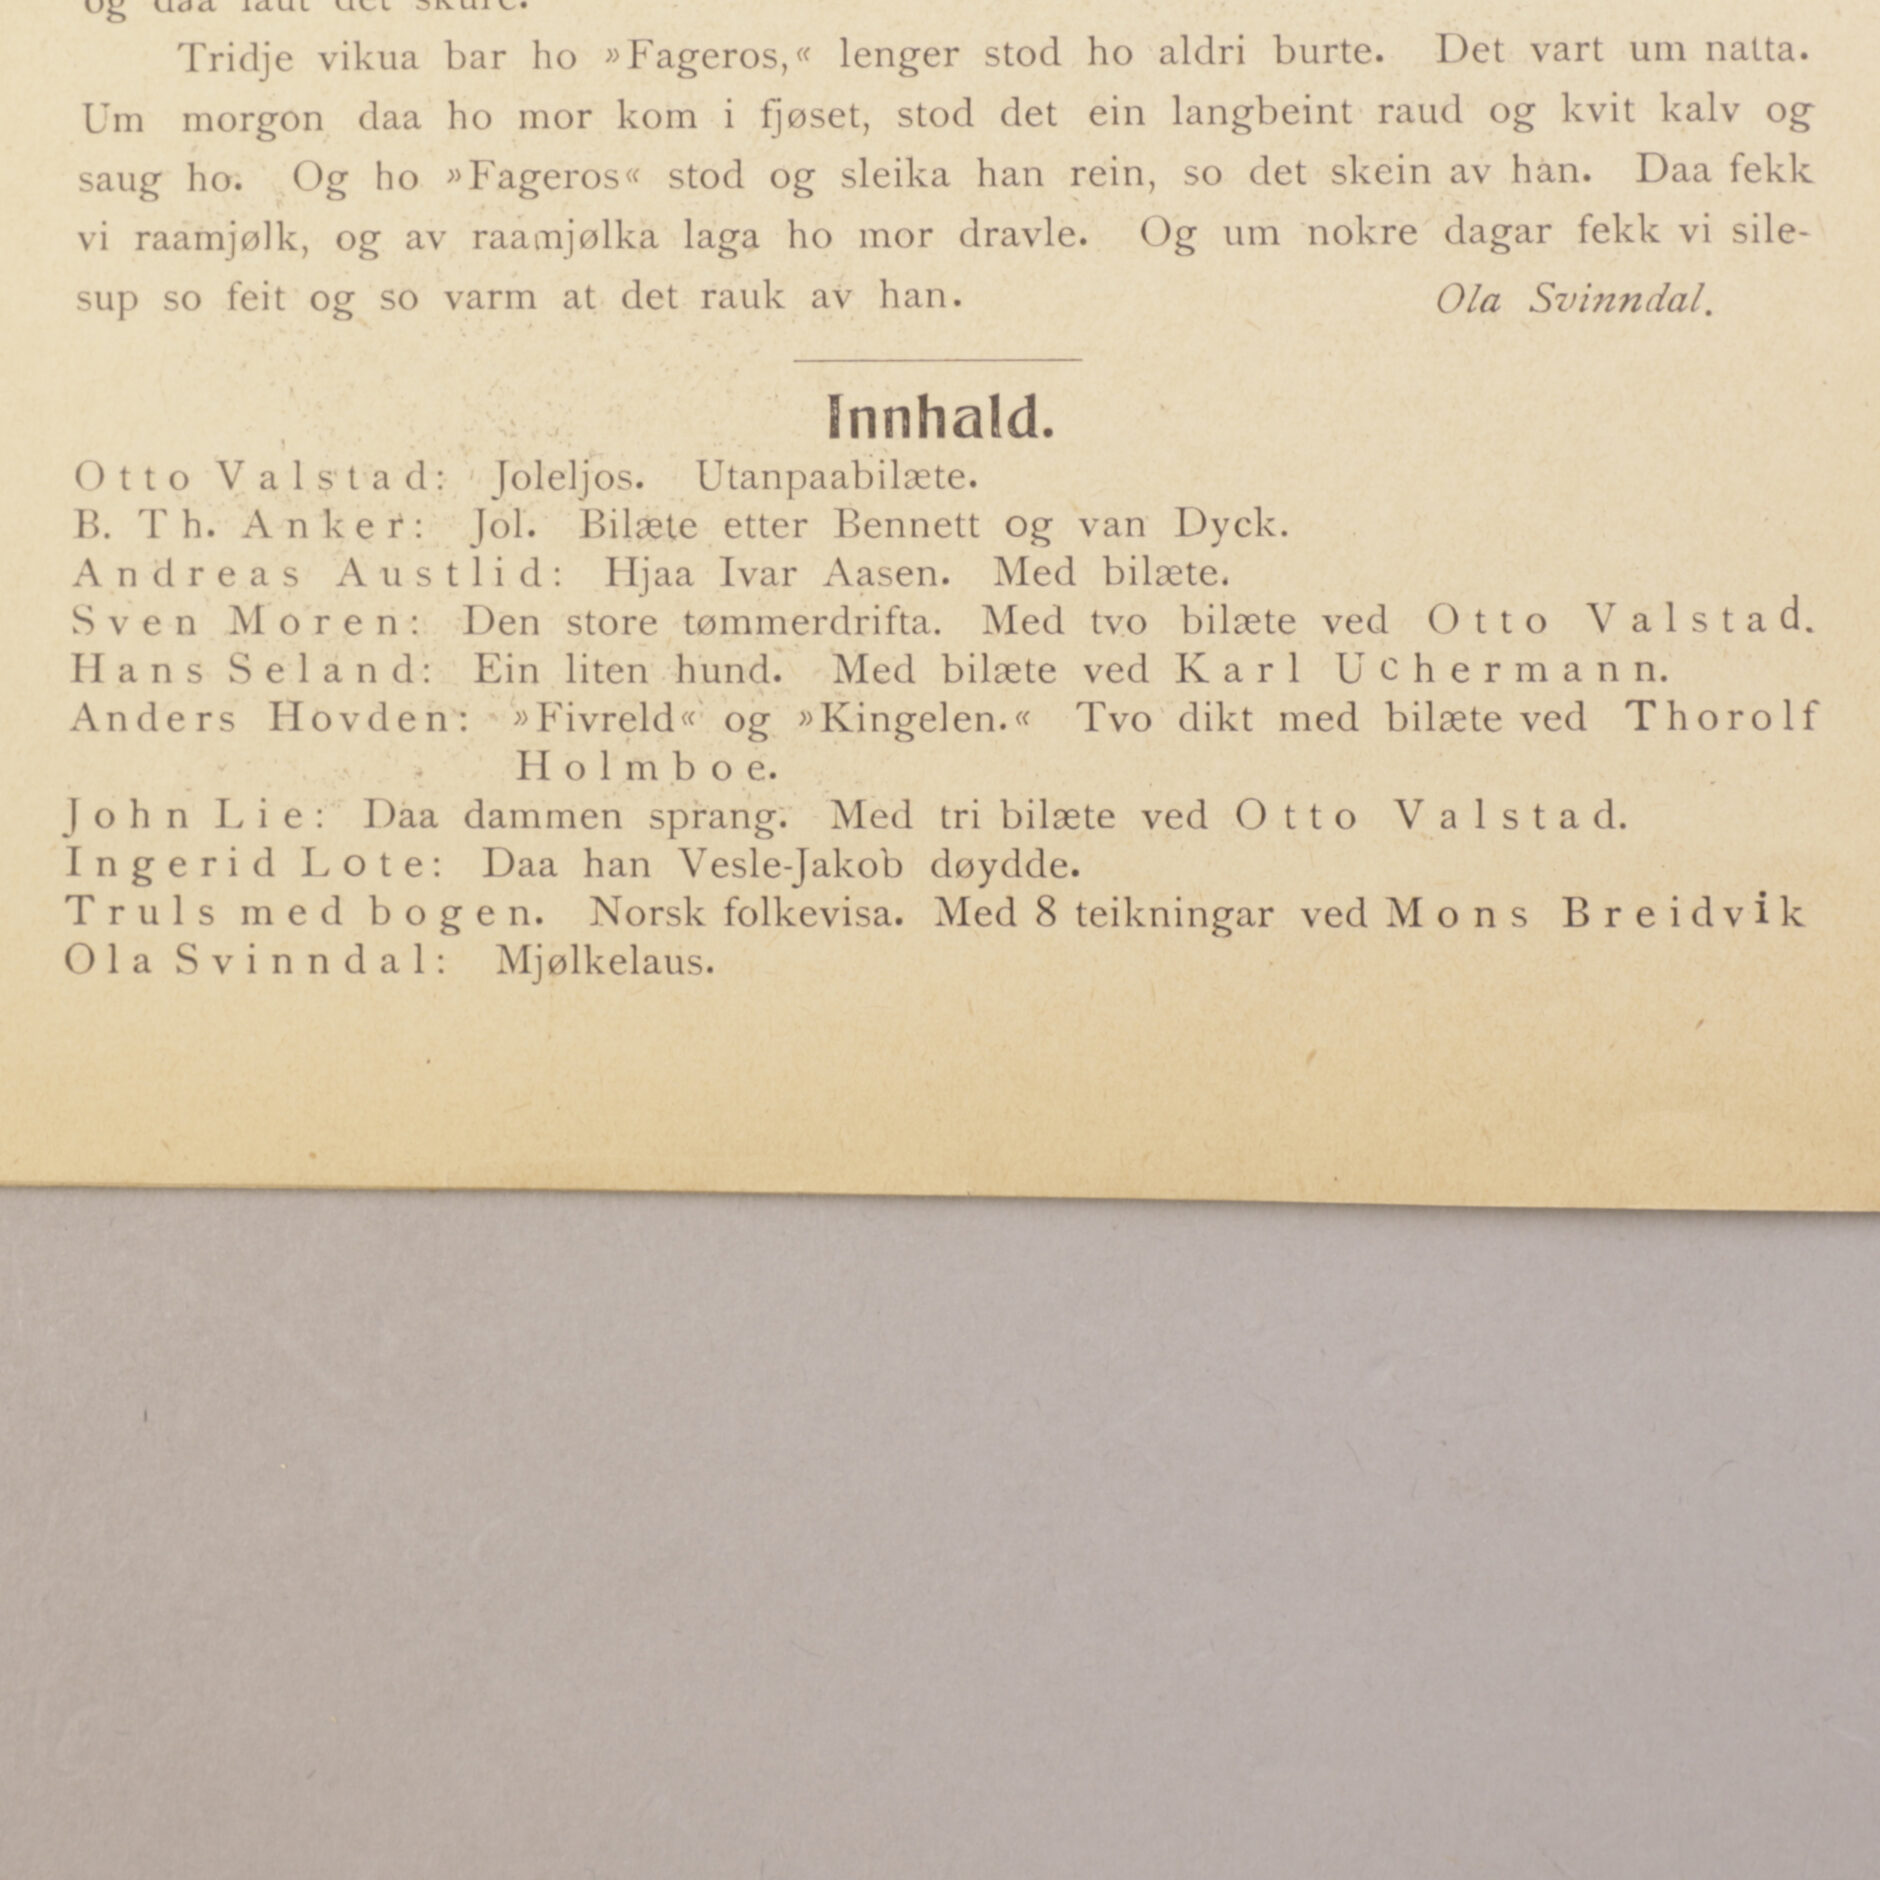 og daa laut det skure.
Tridje vikua bar ho »Fageros,« lenger stod ho aldri burte. Det vart um natta.
Um morgon daa ho mor kom i fjøset, stod det ein langbeint raud og kvit kalv og
saug ho. Og ho »Fageros« stod og sleika han rein, so det skein av han. Daa fekk
vi raamjølk, og av raamjølka laga ho mor dravle. Og um nokre dagar fekk vi sile-
sup so feit og so varm at det rauk av han. Ola Svinndal.
Innhald.
Otto Valstad: Joleljos. Utanpaabilæte.
B. Th. Anker: Jol. Bilæte etter Bennett og van Dyck.
Andreas Austlid: Hjaa Ivar Aasen. Med bilæte.
Sven Moren: Den store tømmerdrifta. Med tvo bilæte ved Otto Valstad.
Hans Seland: Ein liten hund. Med bilæte ved Karl Uchermann.
Anders Hovden: »Fivreld« og »Kingelen.« Tvo dikt med bilæte ved Thorolf
Holmboe.
John Lie: Daa dammen sprang. Med tri bilæte ved Otto Valstad.
Ingerid Lote: Daa han Vesle-Jakob døydde.
Truls med bogen. Norsk folkevisa. Med 8 teikningar ved Mons Breidvik
Ola Svinndal: Mjølkelaus.